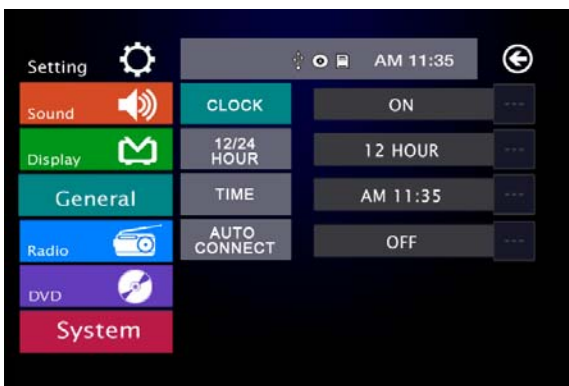 Setting
AM 11:35
Sound
CLOCK
ON
---
Display
12/24
HOUR
12 HOUR
---
General
TIME
AM 11:35
---
Radio
AUTO
CONNECT
OFF
---
DVD
System